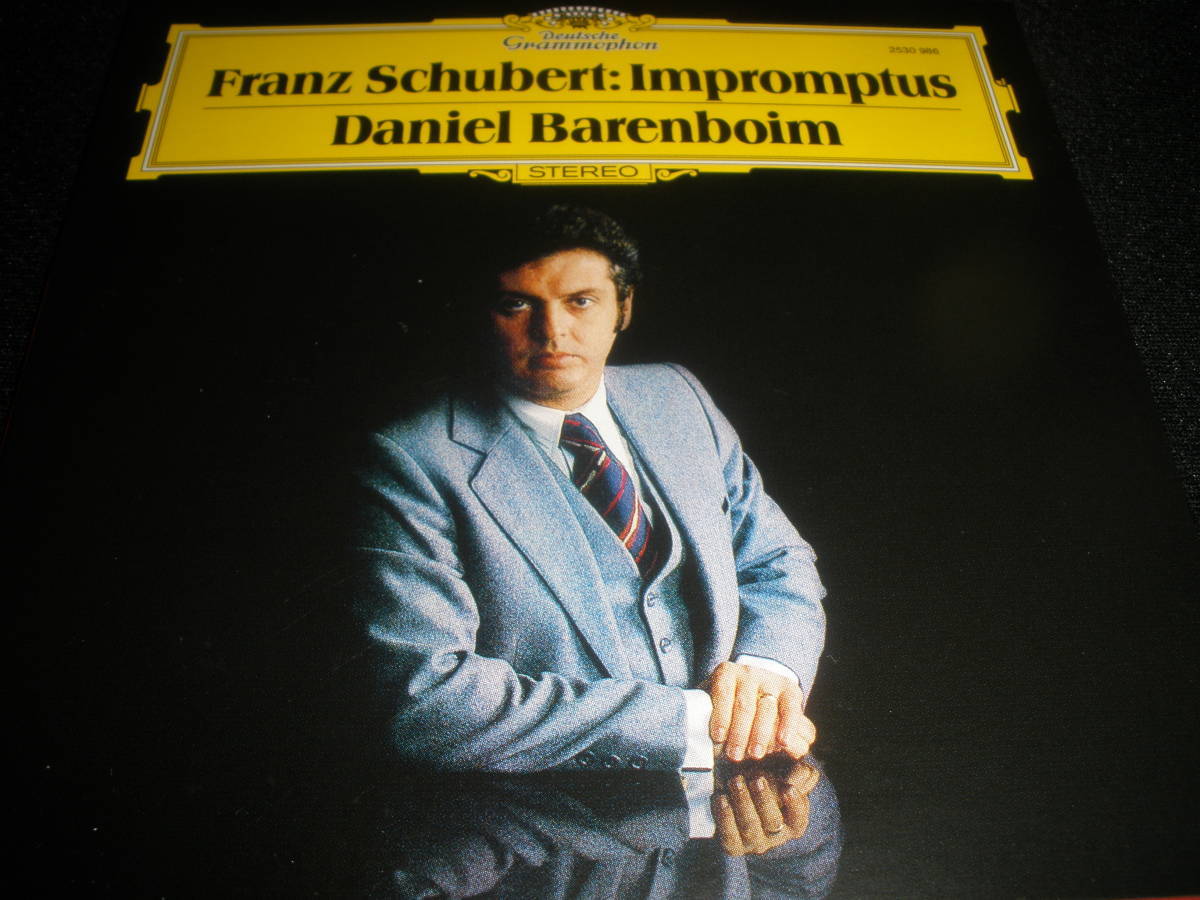 Deutsche
Grammophon
2530 986
Franz Schubert: Impromptus
Daniel Barenboim
STEREO